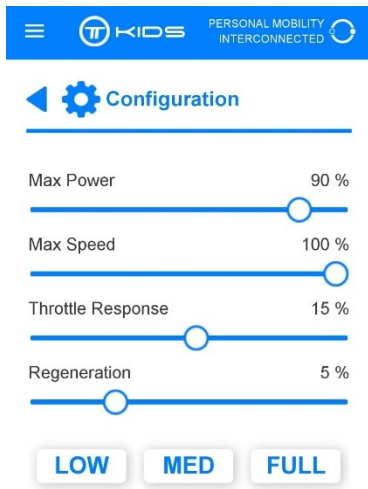 KIDS
PERSONAL MOBILITY
INTERCONNECTED
Configuration
Max Power 90 %
Max Speed 100 %
Throttle Response 15 %
Regeneration 5 %
LOW MED FULL